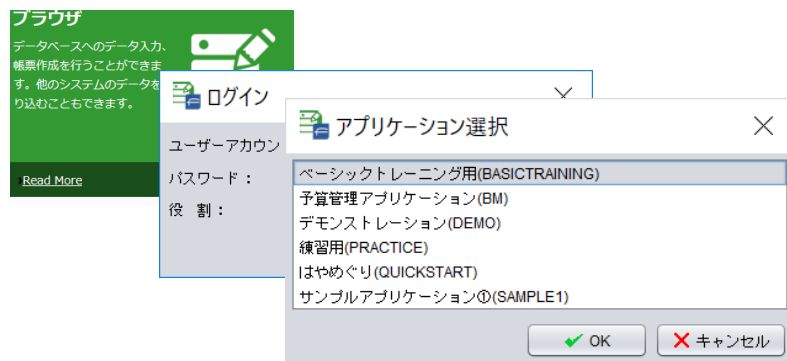 ブラウザ
データベースへのデータ入力、
帳票作成を行うことができま
す。他のシステムのデータを
り込むこともできます。
Read More
ログイン
ユーザーアカウン
パスワード：
役 割：
アプリケーション選択
ベーシックトレーニング用(BASICTRAINING)
予算管理アプリケーション(BM)
デモンストレーション(DEMO)
練習用(PRACTICE)
はやめぐり(QUICKSTART)
サンプルアプリケーション①(SAMPLE1)
OK
キャンセル